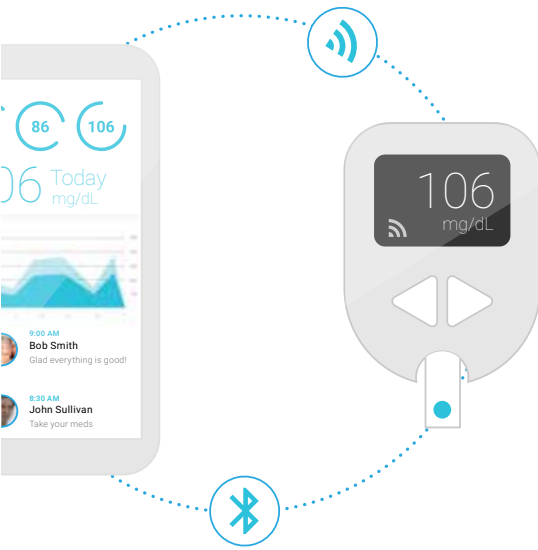 86
106
06 Today
mg/dL
9:00 AM
Bob Smith
Glad everything is good!
8:30 AM
John Sullivan
Take your meds
106
mg/dL